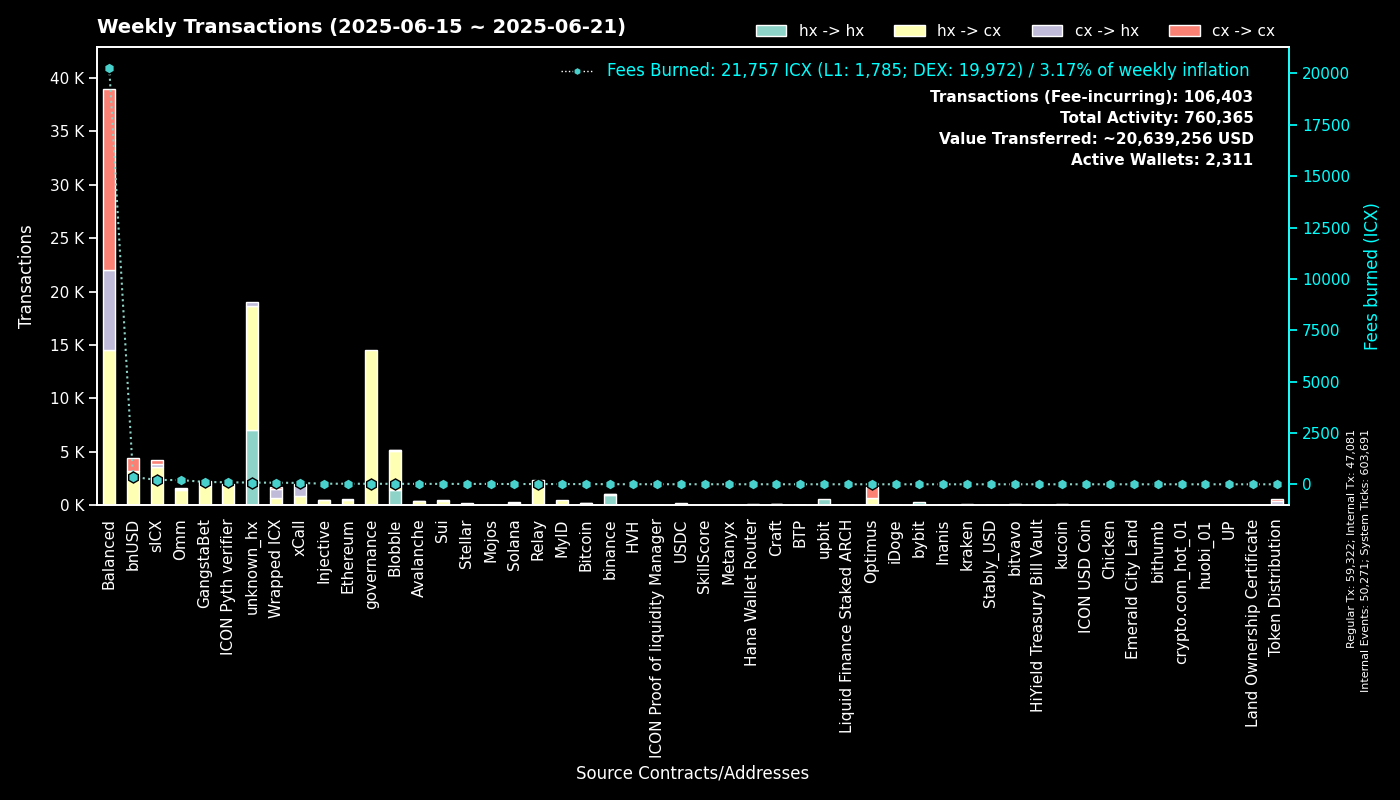 Weekly Transactions (2025-06-15 ~ 2025-06-21)
hx -> hx
hx -> cx
cx -> hx
cx -> cx
Fees Burned: 21,757 ICX (L1: 1,785; DEX: 19,972) / 3.17% of weekly inflation
Transactions (Fee-incurring): 106,403
Total Activity: 760,365
Value Transferred: ~20,639,256 USD
Active Wallets: 2,311
Transactions
40 K
35 K
30 K
25 K
20 K
15 K
10 K
5 K
0 K
20000
17500
15000
12500
10000
7500
5000
2500
0
Fees burned (ICX)
Regular Tx: 59,322; Internal Tx: 47,081
Internal Events: 50,271; System Ticks: 603,691
Balanced
bnUSD
sICX
Omm
GangstaBet
ICON Pyth verifier
unknown_hx
Wrapped ICX
xCall
Injective
Ethereum
governance
Blobble
Avalanche
Sui
Stellar
Mojos
Solana
Relay
MyID
Bitcoin
binance
HVH
ICON Proof of liquidity Manager
USDC
SkillScore
Metanyx
Hana Wallet Router
Craft
BTP
upbit
Liquid Finance Staked ARCH
Optimus
iDoge
bybit
Inanis
kraken
Stably_USD
bitvavo
HiYield Treasury Bill Vault
kucoin
ICON USD Coin
Chicken
Emerald City Land
bithumb
crypto.com_hot_01
huobi_01
UP
Land Ownership Certificate
Token Distribution
Source Contracts/Addresses